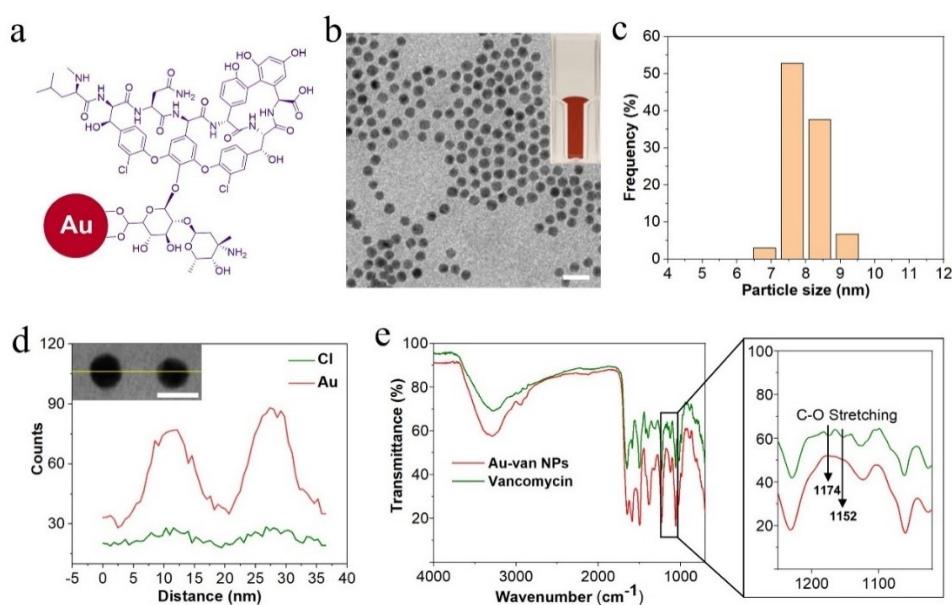 a
HO
OH
OH
HO
O
NH2
O
NH
O
H
N
O
H
N
O
H
N
N
H
O
N
H
O
OH
O
NH
HO
Cl
O
O
Cl
OH
O
Au
O
O
O
O
HO
OH
O
NH2
OH
b
c
Frequency (%)
60
50
40
30
20
10
0
4 5 6 7 8 9 10 11 12
Particle size (nm)
d
Counts
120
90
60
30
0
Cl
Au
-5 0 5 10 15 20 25 30 35 40
Distance (nm)
e
Transmittance (%)
100
80
60
40
20
Au-van NPs
Vancomycin
4000 3000 2000 1000
Wavenumber (cm-1)
100
80
60
40
20
C-O Stretching
1174
1152
1200 1100